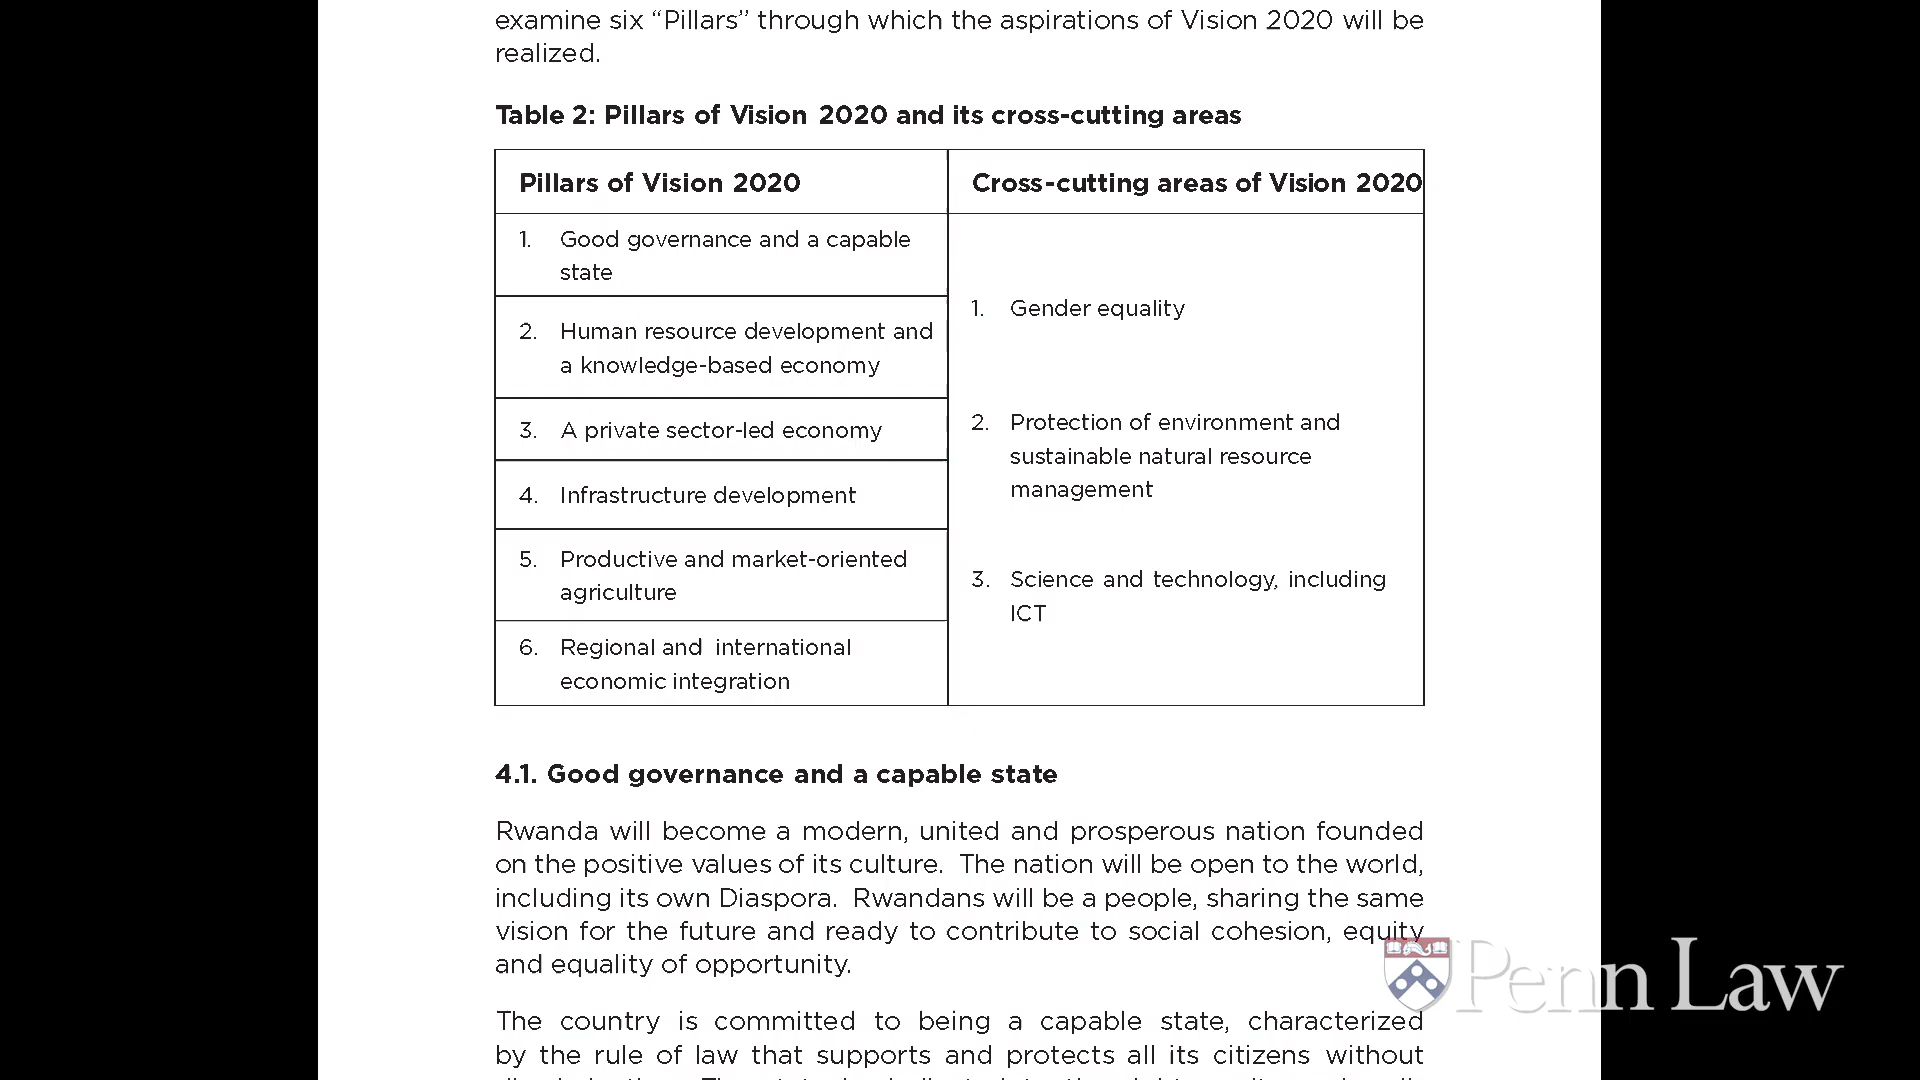 examine six “Pillars” through which the aspirations of Vision 2020 will be
realized.
Table 2: Pillars of Vision 2020 and its cross-cutting areas
Pillars of Vision 2020
1. Good governance and a capable
state
2. Human resource development and
a knowledge-based economy
3. A private sector-led economy
4. Infrastructure development
5. Productive and market-oriented
agriculture
6. Regional and international
economic integration
Cross-cutting areas of Vision 2020
1. Gender equality
2. Protection of environment and
sustainable natural resource
management
3. Science and technology, including
ICT
4.1. Good governance and a capable state
Rwanda will become a modern, united and prosperous nation founded
on the positive values of its culture. The nation will be open to the world,
including its own Diaspora. Rwandans will be a people, sharing the same
vision for the future and ready to contribute to social cohesion, equity
and equality of opportunity.
The country is committed to being a capable state, characterized
by the rule of law that supports and protects all its citizens without
Penn Law